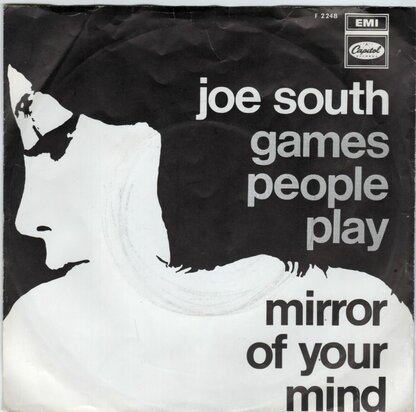 F 2248
EMI
Capitol
joe south
games
people
play
mirror
of your
mind